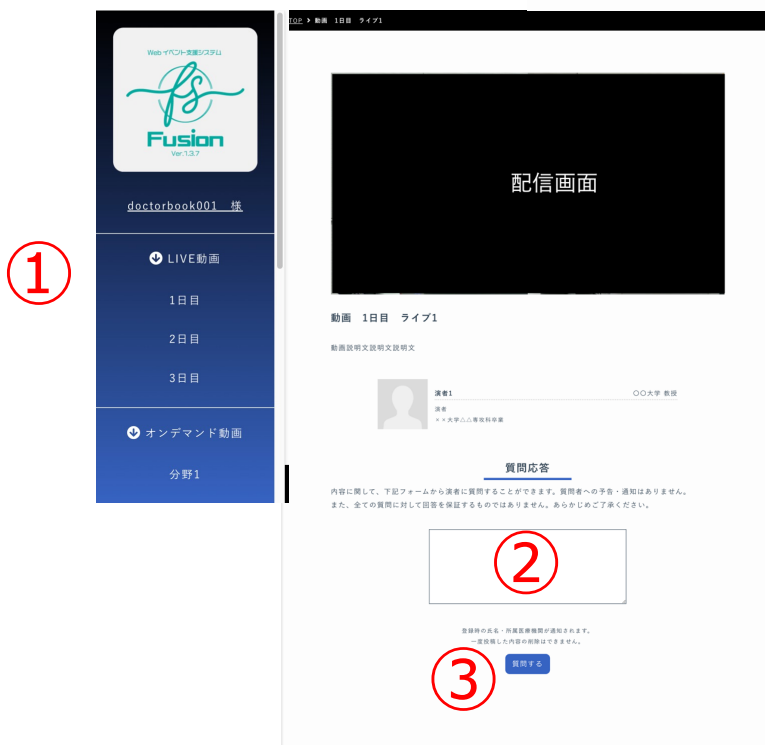 TOP > 動画 1日目 ライブ1
Web イベント支援システム
fs
Fusion
Ver.1.3.7
doctorbook001 様
①
LIVE動画
1日目
2日目
3日目
オンデマンド動画
分野1
配信画面
動画 1日目 ライブ1
動画説明文説明文説明文
演者1 〇〇大学 教授
演者
××大学△△専攻科卒業
質問応答
内容に関して、下記フォームから演者に質問することができます。質問者への予告・通知はありません。
また、全ての質問に対して回答を保証するものではありません。あらかじめご了承ください。
②
登録時の氏名・所属医療機関が通知されます。
一度投稿した内容の削除はできません。
③
質問する